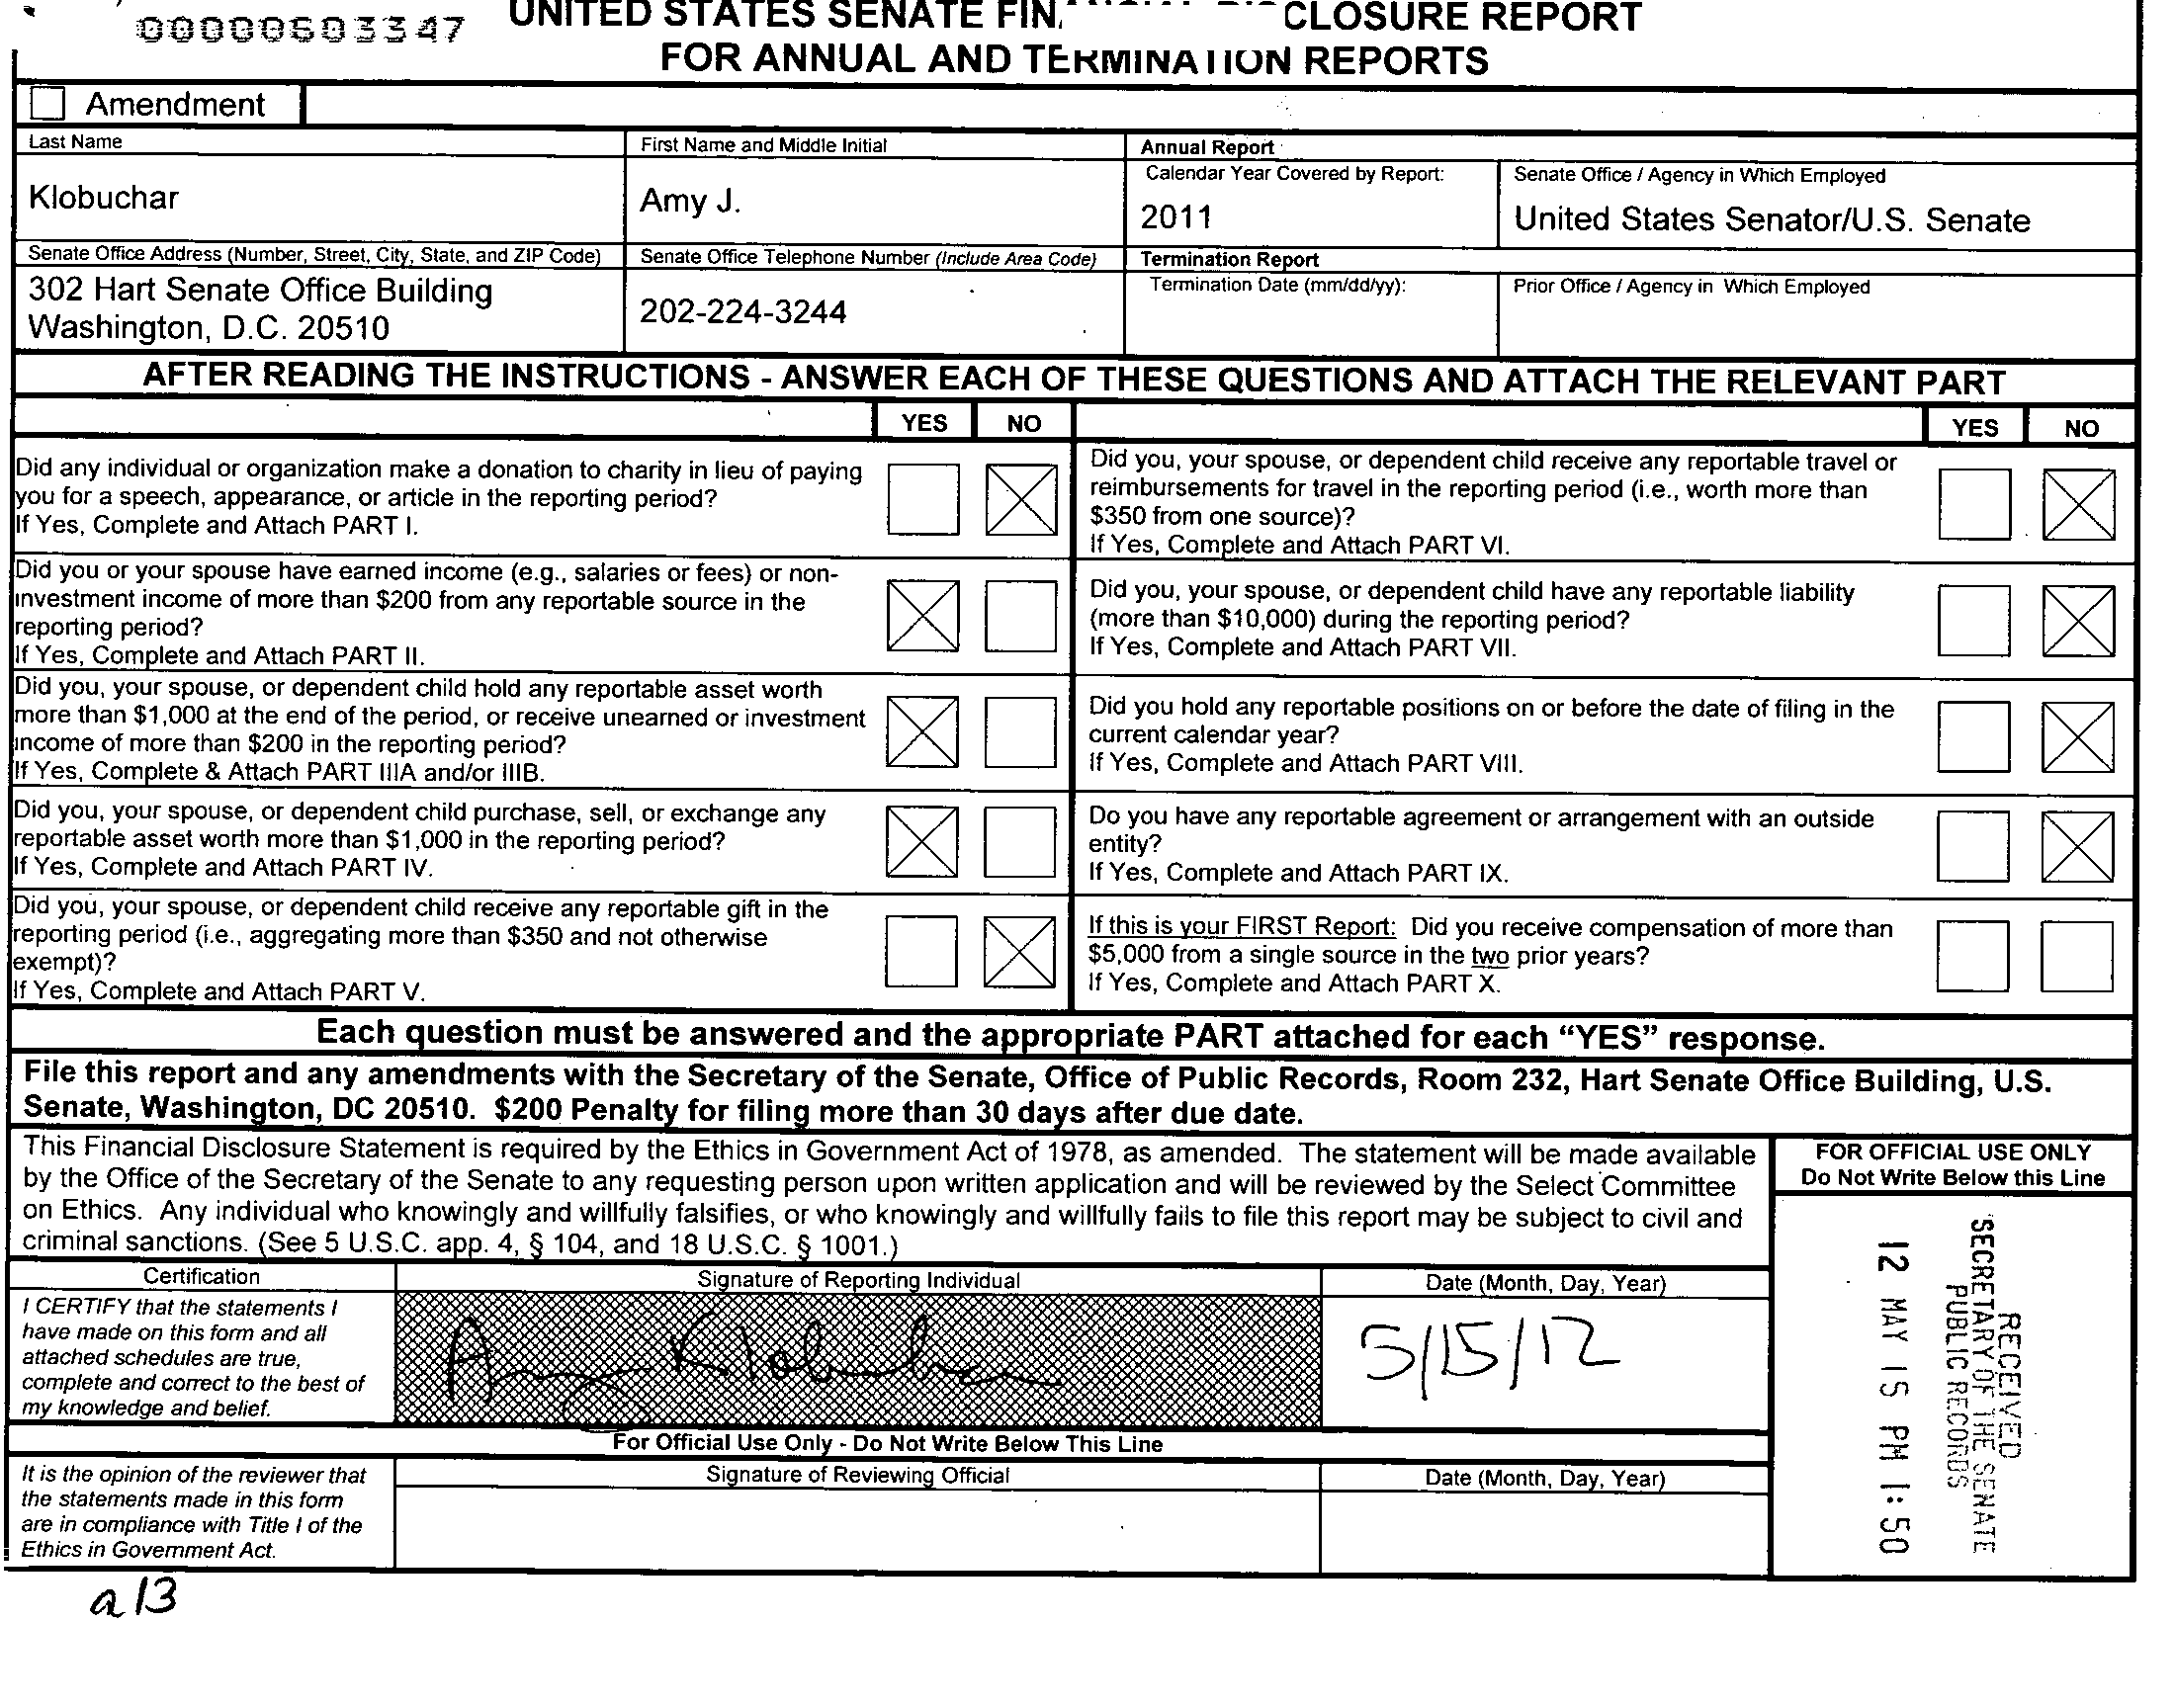 00000503347
UNITED STATES SENATE FIN CLOSURE REPORT
FOR ANNUAL AND TERMINATION REPORTS
Amendment
Last Name
First Name and Middle Initial
Annual Report
Calendar Year Covered by Report:
Senate Office / Agency in Which Employed
Klobuchar
Amy J.
2011
United States Senator/U.S. Senate
Senate Office Address (Number, Street, City, State, and ZIP Code)
Senate Office Telephone Number (Include Area Code)
Termination Report
Termination Date (mm/dd/yy):
Prior Office / Agency in Which Employed
302 Hart Senate Office Building
Washington, D.C. 20510
202-224-3244
AFTER READING THE INSTRUCTIONS - ANSWER EACH OF THESE QUESTIONS AND ATTACH THE RELEVANT PART
YES NO
YES NO
Did any individual or organization make a donation to charity in lieu of paying
you for a speech, appearance, or article in the reporting period?
If Yes, Complete and Attach PART I.
Did you, your spouse, or dependent child receive any reportable travel or
reimbursements for travel in the reporting period (i.e., worth more than
$350 from one source)?
If Yes, Complete and Attach PART VI.
Did you or your spouse have earned income (e.g., salaries or fees) or non-
investment income of more than $200 from any reportable source in the
reporting period?
If Yes, Complete and Attach PART II.
Did you, your spouse, or dependent child have any reportable liability
(more than $10,000) during the reporting period?
If Yes, Complete and Attach PART VII.
Did you, your spouse, or dependent child hold any reportable asset worth
more than $1,000 at the end of the period, or receive unearned or investment
income of more than $200 in the reporting period?
If Yes, Complete & Attach PART IIIA and/or IIIB.
Did you hold any reportable positions on or before the date of filing in the
current calendar year?
If Yes, Complete and Attach PART VIII.
Did you, your spouse, or dependent child purchase, sell, or exchange any
reportable asset worth more than $1,000 in the reporting period?
If Yes, Complete and Attach PART IV.
Do you have any reportable agreement or arrangement with an outside
entity?
If Yes, Complete and Attach PART IX.
Did you, your spouse, or dependent child receive any reportable gift in the
reporting period (i.e., aggregating more than $350 and not otherwise
exempt)?
If Yes, Complete and Attach PART V.
If this is your FIRST Report: Did you receive compensation of more than
$5,000 from a single source in the two prior years?
If Yes, Complete and Attach PART X.
Each question must be answered and the appropriate PART attached for each “YES” response.
File this report and any amendments with the Secretary of the Senate, Office of Public Records, Room 232, Hart Senate Office Building, U.S.
Senate, Washington, DC 20510. $200 Penalty for filing more than 30 days after due date.
This Financial Disclosure Statement is required by the Ethics in Government Act of 1978, as amended. The statement will be made available
by the Office of the Secretary of the Senate to any requesting person upon written application and will be reviewed by the Select Committee
on Ethics. Any individual who knowingly and willfully falsifies, or who knowingly and willfully fails to file this report may be subject to civil and
criminal sanctions. (See 5 U.S.C. app. 4, § 104, and 18 U.S.C. § 1001.)
FOR OFFICIAL USE ONLY
Do Not Write Below this Line
Certification
Signature of Reporting Individual
Date (Month, Day, Year)
I CERTIFY that the statements I
have made on this form and all
attached schedules are true,
complete and correct to the best of
my knowledge and belief.
Amy Klobuchar
5/15/12
For Official Use Only - Do Not Write Below This Line
It is the opinion of the reviewer that
the statements made in this form
are in compliance with Title I of the
Ethics in Government Act.
Signature of Reviewing Official
Date (Month, Day, Year)
RECEIVED
SECRETARY OF THE SENATE
PUBLIC RECORDS
12 MAY 15 PM 1:50
a13